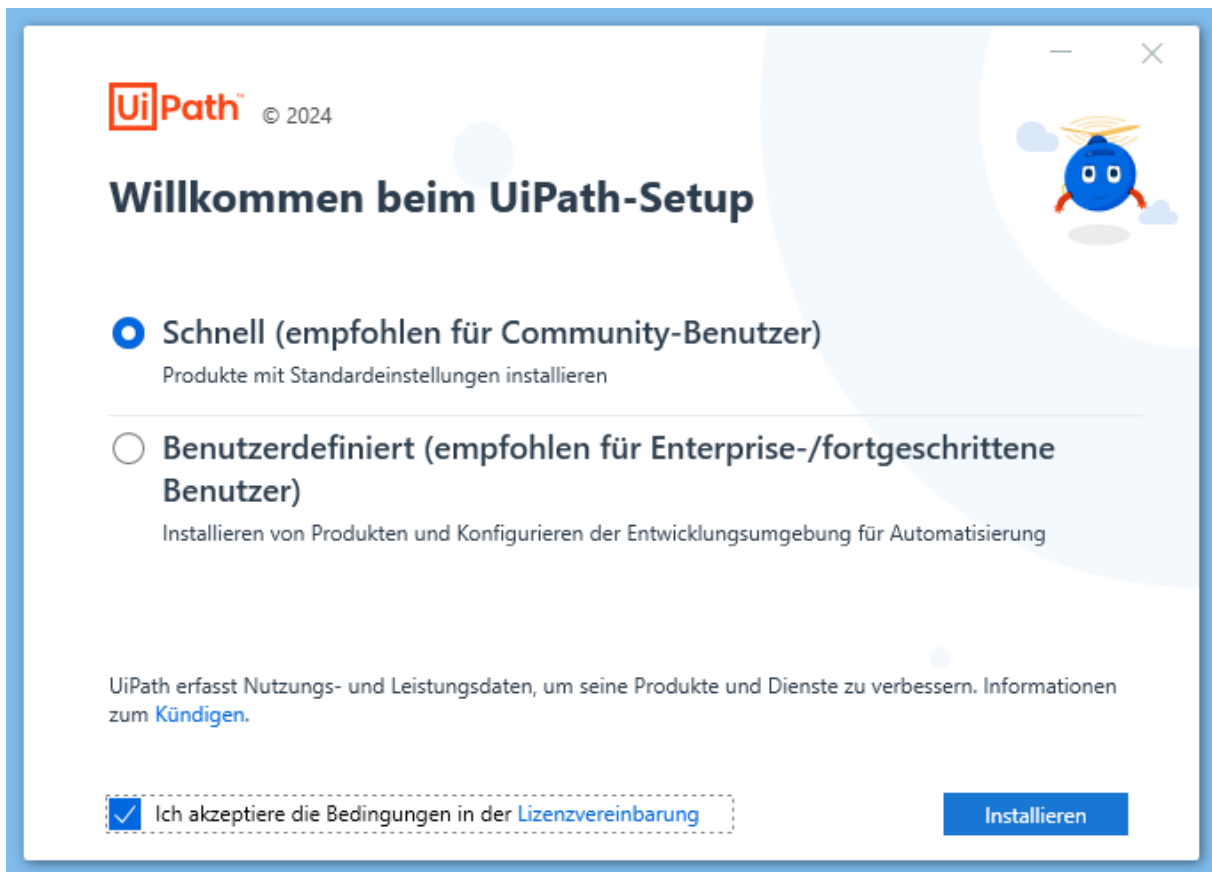 UiPath™ © 2024
Willkommen beim UiPath-Setup
Schnell (empfohlen für Community-Benutzer)
Produkte mit Standardeinstellungen installieren
Benutzerdefiniert (empfohlen für Enterprise-/fortgeschrittene
Benutzer)
Installieren von Produkten und Konfigurieren der Entwicklungsumgebung für Automatisierung
UiPath erfasst Nutzungs- und Leistungsdaten, um seine Produkte und Dienste zu verbessern. Informationen
zum Kündigen.
Ich akzeptiere die Bedingungen in der Lizenzvereinbarung
Installieren